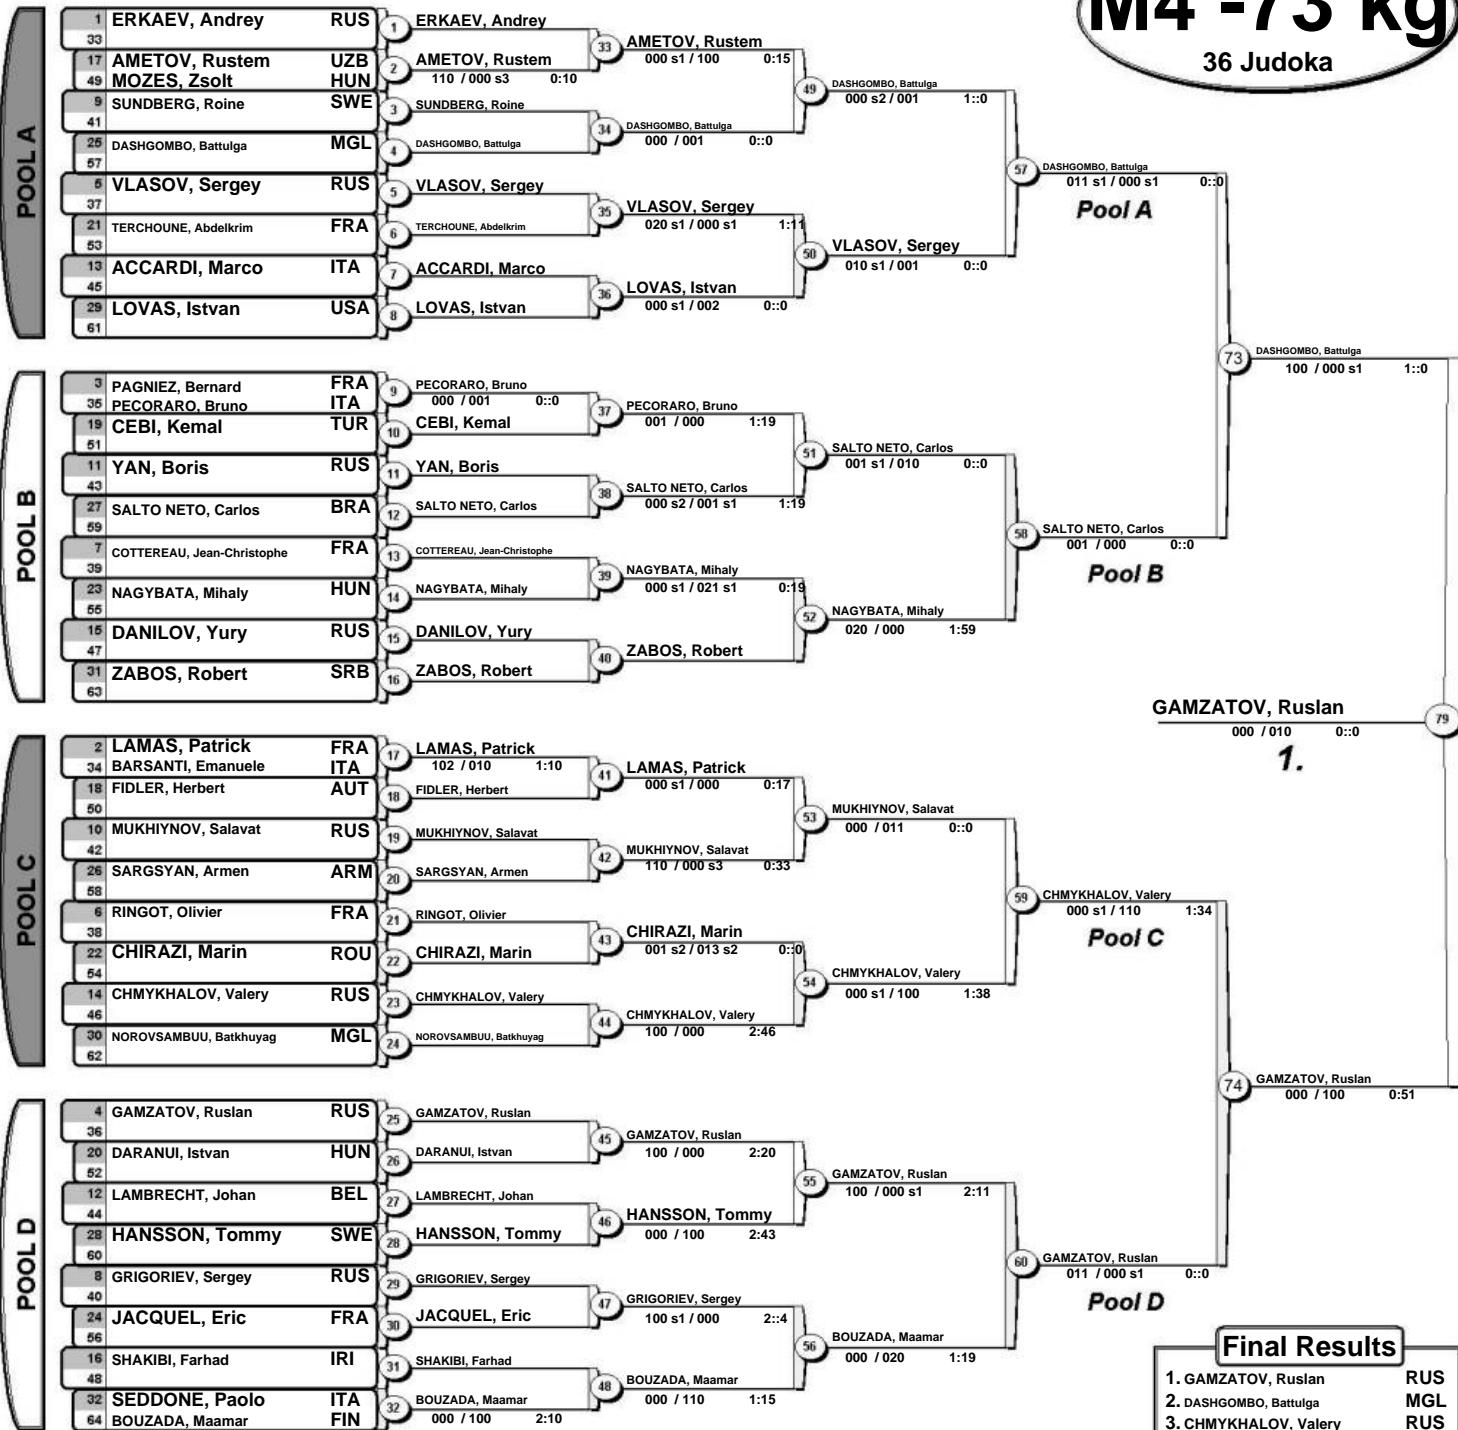 M4 -73 kg
36 Judoka
POOL A
1 ERKAEV, Andrey RUS
33
17 AMETOV, Rustem UZB
49 MOZES, Zsolt HUN
9 SUNDBERG, Roine SWE
41
25 DASHGOMBO, Battulga MGL
57
5 VLASOV, Sergey RUS
37
21 TERCHOUNE, Abdelkrim FRA
53
13 ACCARDI, Marco ITA
45
29 LOVAS, Istvan USA
61
1 ERKAEV, Andrey
2 AMETOV, Rustem
110 / 000 s3 0:10
3 SUNDBERG, Roine
4 DASHGOMBO, Battulga
5 VLASOV, Sergey
6 TERCHOUNE, Abdelkrim
7 ACCARDI, Marco
8 LOVAS, Istvan
33 AMETOV, Rustem
000 s1 / 100 0:15
34 DASHGOMBO, Battulga
000 / 001 0::0
35 VLASOV, Sergey
020 s1 / 000 s1 1:11
36 LOVAS, Istvan
000 s1 / 002 0::0
49 DASHGOMBO, Battulga
000 s2 / 001 1::0
50 VLASOV, Sergey
010 s1 / 001 0::0
57 DASHGOMBO, Battulga
011 s1 / 000 s1 0::0
Pool A
POOL B
3 PAGNIEZ, Bernard FRA
35 PECORARO, Bruno ITA
19 CEBI, Kemal TUR
51
11 YAN, Boris RUS
43
27 SALTO NETO, Carlos BRA
59
7 COTTEREAU, Jean-Christophe FRA
39
23 NAGYBATA, Mihaly HUN
55
15 DANILOV, Yury RUS
47
31 ZABOS, Robert SRB
63
9 PECORARO, Bruno
000 / 001 0::0
10 CEBI, Kemal
11 YAN, Boris
12 SALTO NETO, Carlos
13 COTTEREAU, Jean-Christophe
14 NAGYBATA, Mihaly
15 DANILOV, Yury
16 ZABOS, Robert
37 PECORARO, Bruno
001 / 000 1:19
38 SALTO NETO, Carlos
000 s2 / 001 s1 1:19
39 NAGYBATA, Mihaly
000 s1 / 021 s1 0:19
40 ZABOS, Robert
51 SALTO NETO, Carlos
001 s1 / 010 0::0
52 NAGYBATA, Mihaly
020 / 000 1:59
58 SALTO NETO, Carlos
001 / 000 0::0
Pool B
73 DASHGOMBO, Battulga
100 / 000 s1 1::0
GAMZATOV, Ruslan 79
000 / 010 0::0
1.
POOL C
2 LAMAS, Patrick FRA
34 BARSANTI, Emanuele ITA
18 FIDLER, Herbert AUT
50
10 MUKHIYNOV, Salavat RUS
42
26 SARGSYAN, Armen ARM
58
6 RINGOT, Olivier FRA
38
22 CHIRAZI, Marin ROU
54
14 CHMYKHALOV, Valery RUS
46
30 NOROVSAMBUU, Batkhuyag MGL
62
17 LAMAS, Patrick
102 / 010 1:10
18 FIDLER, Herbert
19 MUKHIYNOV, Salavat
20 SARGSYAN, Armen
21 RINGOT, Olivier
22 CHIRAZI, Marin
23 CHMYKHALOV, Valery
24 NOROVSAMBUU, Batkhuyag
41 LAMAS, Patrick
000 s1 / 000 0:17
42 MUKHIYNOV, Salavat
110 / 000 s3 0:33
43 CHIRAZI, Marin
001 s2 / 013 s2 0::0
44 CHMYKHALOV, Valery
100 / 000 2:46
53 MUKHIYNOV, Salavat
000 / 011 0::0
54 CHMYKHALOV, Valery
000 s1 / 100 1:38
59 CHMYKHALOV, Valery
000 s1 / 110 1:34
Pool C
POOL D
4 GAMZATOV, Ruslan RUS
36
20 DARANUI, Istvan HUN
52
12 LAMBRECHT, Johan BEL
44
28 HANSSON, Tommy SWE
60
8 GRIGORIEV, Sergey RUS
40
24 JACQUEL, Eric FRA
56
16 SHAKIBI, Farhad IRI
48
32 SEDDONE, Paolo ITA
64 BOUZADA, Maamar FIN
25 GAMZATOV, Ruslan
26 DARANUI, Istvan
27 LAMBRECHT, Johan
28 HANSSON, Tommy
29 GRIGORIEV, Sergey
30 JACQUEL, Eric
31 SHAKIBI, Farhad
32 BOUZADA, Maamar
000 / 100 2:10
45 GAMZATOV, Ruslan
100 / 000 2:20
46 HANSSON, Tommy
000 / 100 2:43
47 GRIGORIEV, Sergey
100 s1 / 000 2::4
48 BOUZADA, Maamar
000 / 110 1:15
55 GAMZATOV, Ruslan
100 / 000 s1 2:11
56 BOUZADA, Maamar
000 / 020 1:19
60 GAMZATOV, Ruslan
011 / 000 s1 0::0
Pool D
74 GAMZATOV, Ruslan
000 / 100 0:51
Final Results
1. GAMZATOV, Ruslan RUS
2. DASHGOMBO, Battulga MGL
3. CHMYKHALOV, Valery RUS